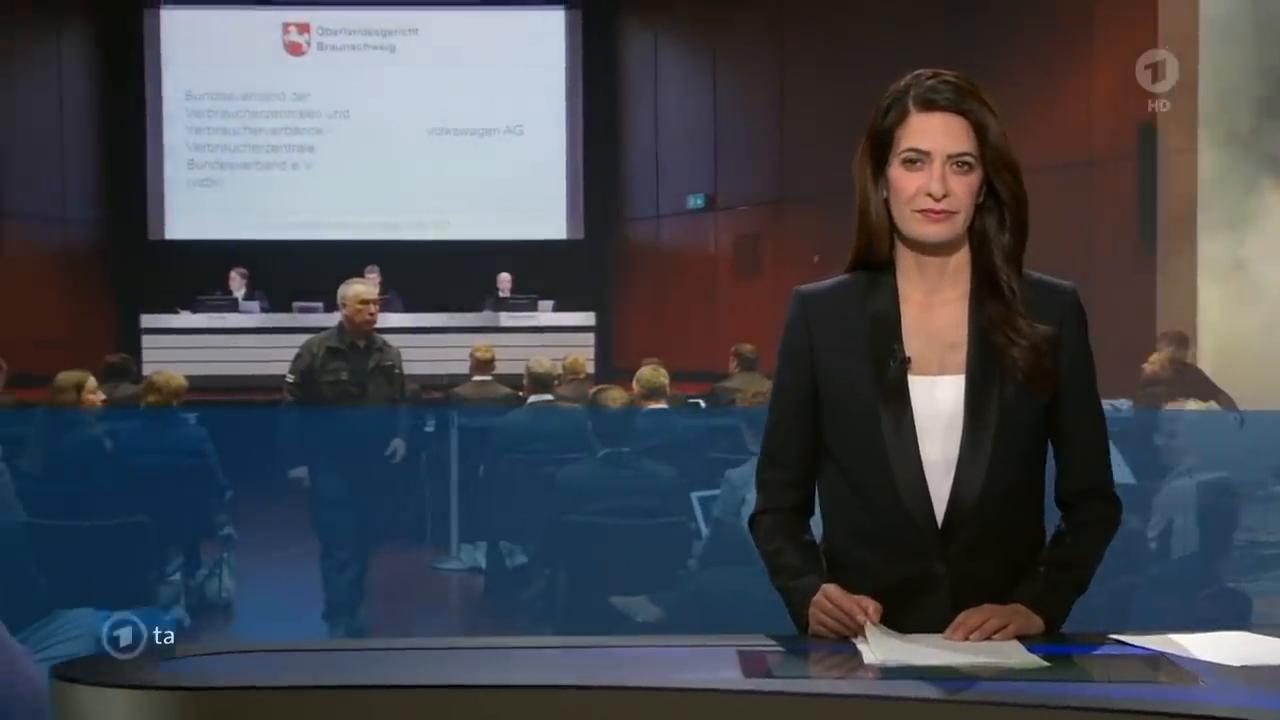 Oberlandesgericht
Braunschweig
Bundesverband der
Verbraucherzentralen und
Verbraucherverbände -
Verbraucherzentrale
Bundesverband e.V.
(vzbv)
Volkswagen AG
1
HD
1 ta